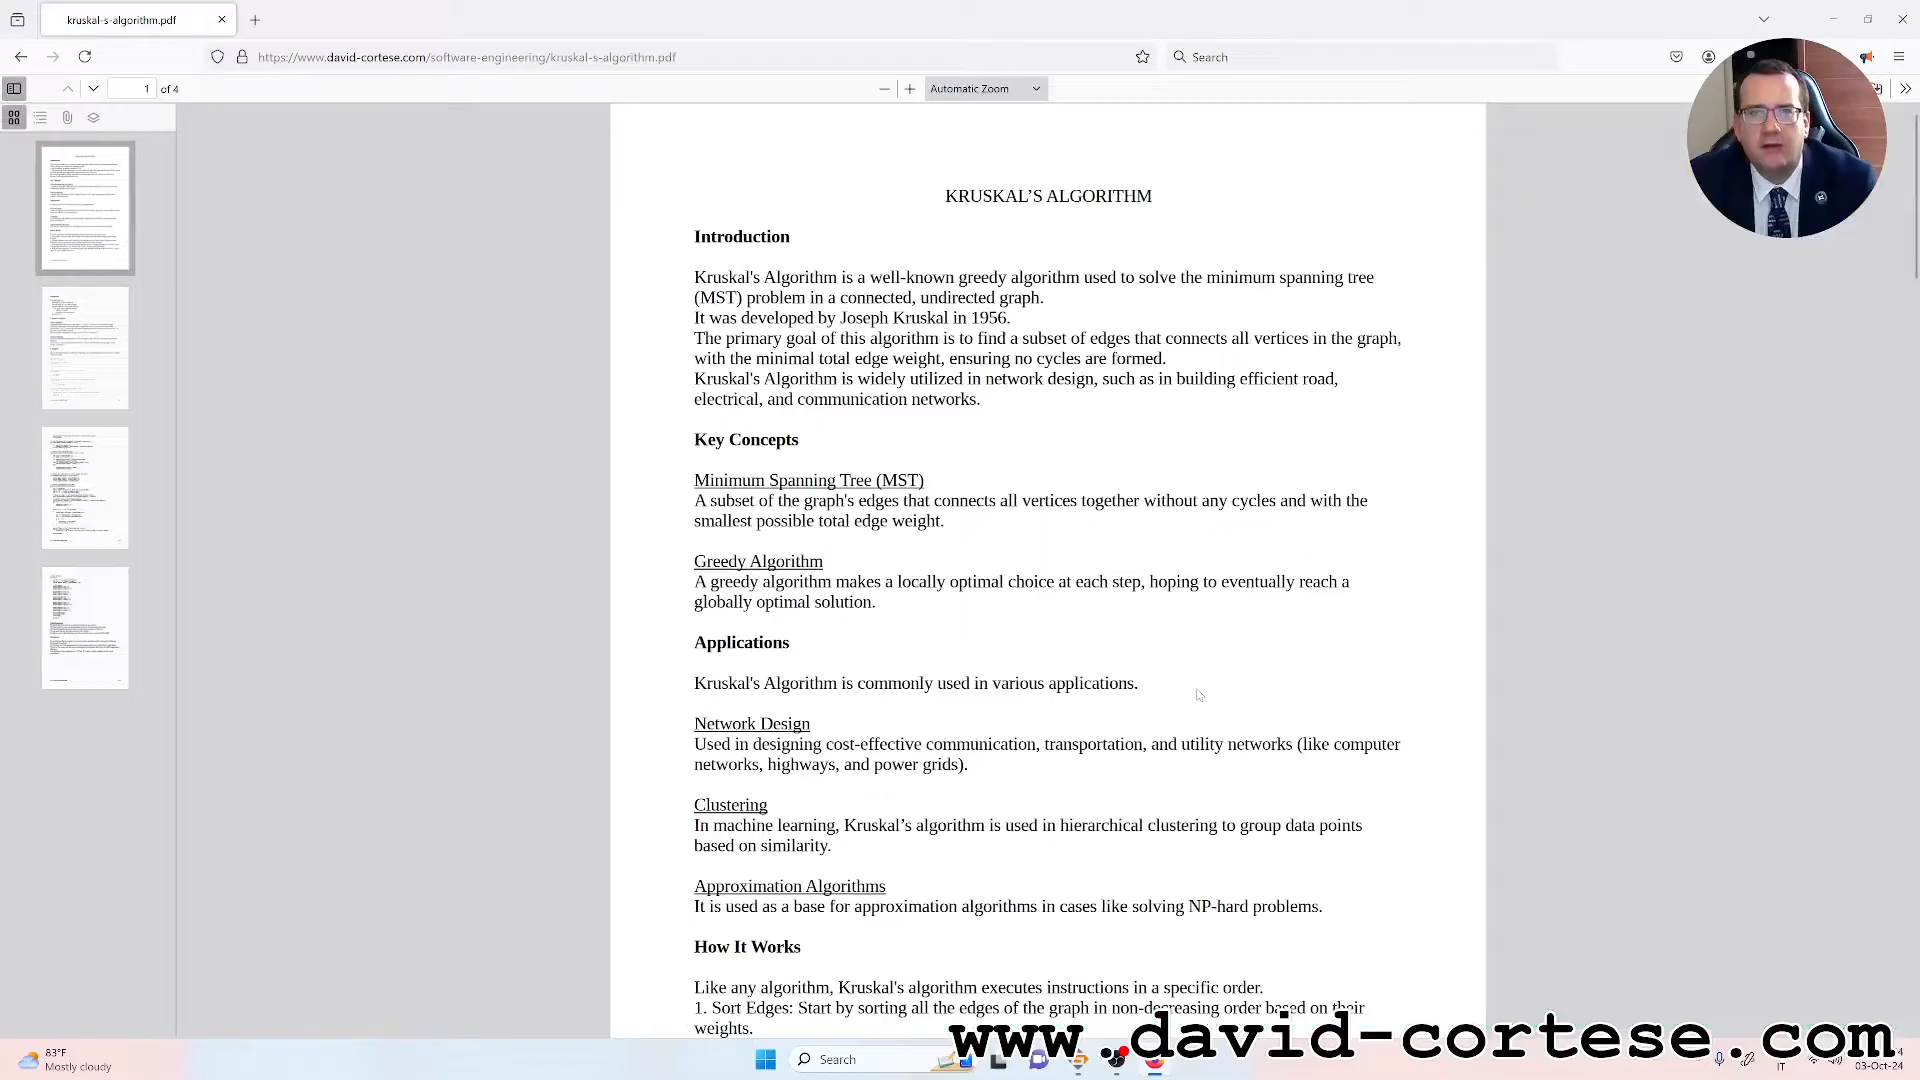 kruskal-s-algorithm.pdf
https://www.david-cortese.com/software-engineering/kruskal-s-algorithm.pdf
Search
1 of 4
Automatic Zoom
KRUSKAL’S ALGORITHM
Introduction
Kruskal's Algorithm is a well-known greedy algorithm used to solve the minimum spanning tree
(MST) problem in a connected, undirected graph.
It was developed by Joseph Kruskal in 1956.
The primary goal of this algorithm is to find a subset of edges that connects all vertices in the graph,
with the minimal total edge weight, ensuring no cycles are formed.
Kruskal's Algorithm is widely utilized in network design, such as in building efficient road,
electrical, and communication networks.
Key Concepts
Minimum Spanning Tree (MST)
A subset of the graph's edges that connects all vertices together without any cycles and with the
smallest possible total edge weight.
Greedy Algorithm
A greedy algorithm makes a locally optimal choice at each step, hoping to eventually reach a
globally optimal solution.
Applications
Kruskal's Algorithm is commonly used in various applications.
Network Design
Used in designing cost-effective communication, transportation, and utility networks (like computer
networks, highways, and power grids).
Clustering
In machine learning, Kruskal’s algorithm is used in hierarchical clustering to group data points
based on similarity.
Approximation Algorithms
It is used as a base for approximation algorithms in cases like solving NP-hard problems.
How It Works
Like any algorithm, Kruskal's algorithm executes instructions in a specific order.
1. Sort Edges: Start by sorting all the edges of the graph in non-decreasing order based on their
weights.
www.david-cortese.com
83°F
Mostly cloudy
Search
IT
03-Oct-24